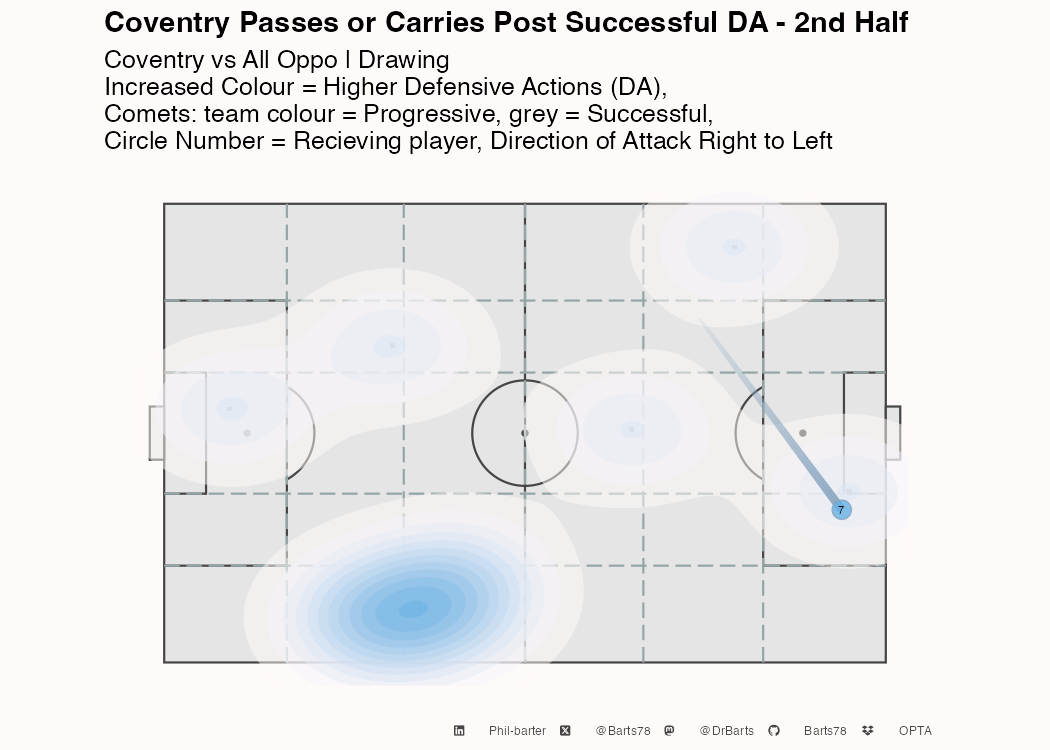 Coventry Passes or Carries Post Successful DA - 2nd Half
Coventry vs All Oppo | Drawing
Increased Colour = Higher Defensive Actions (DA),
Comets: team colour = Progressive, grey = Successful,
Circle Number = Recieving player, Direction of Attack Right to Left
7
Phil-barter @Barts78 @DrBarts Barts78 OPTA